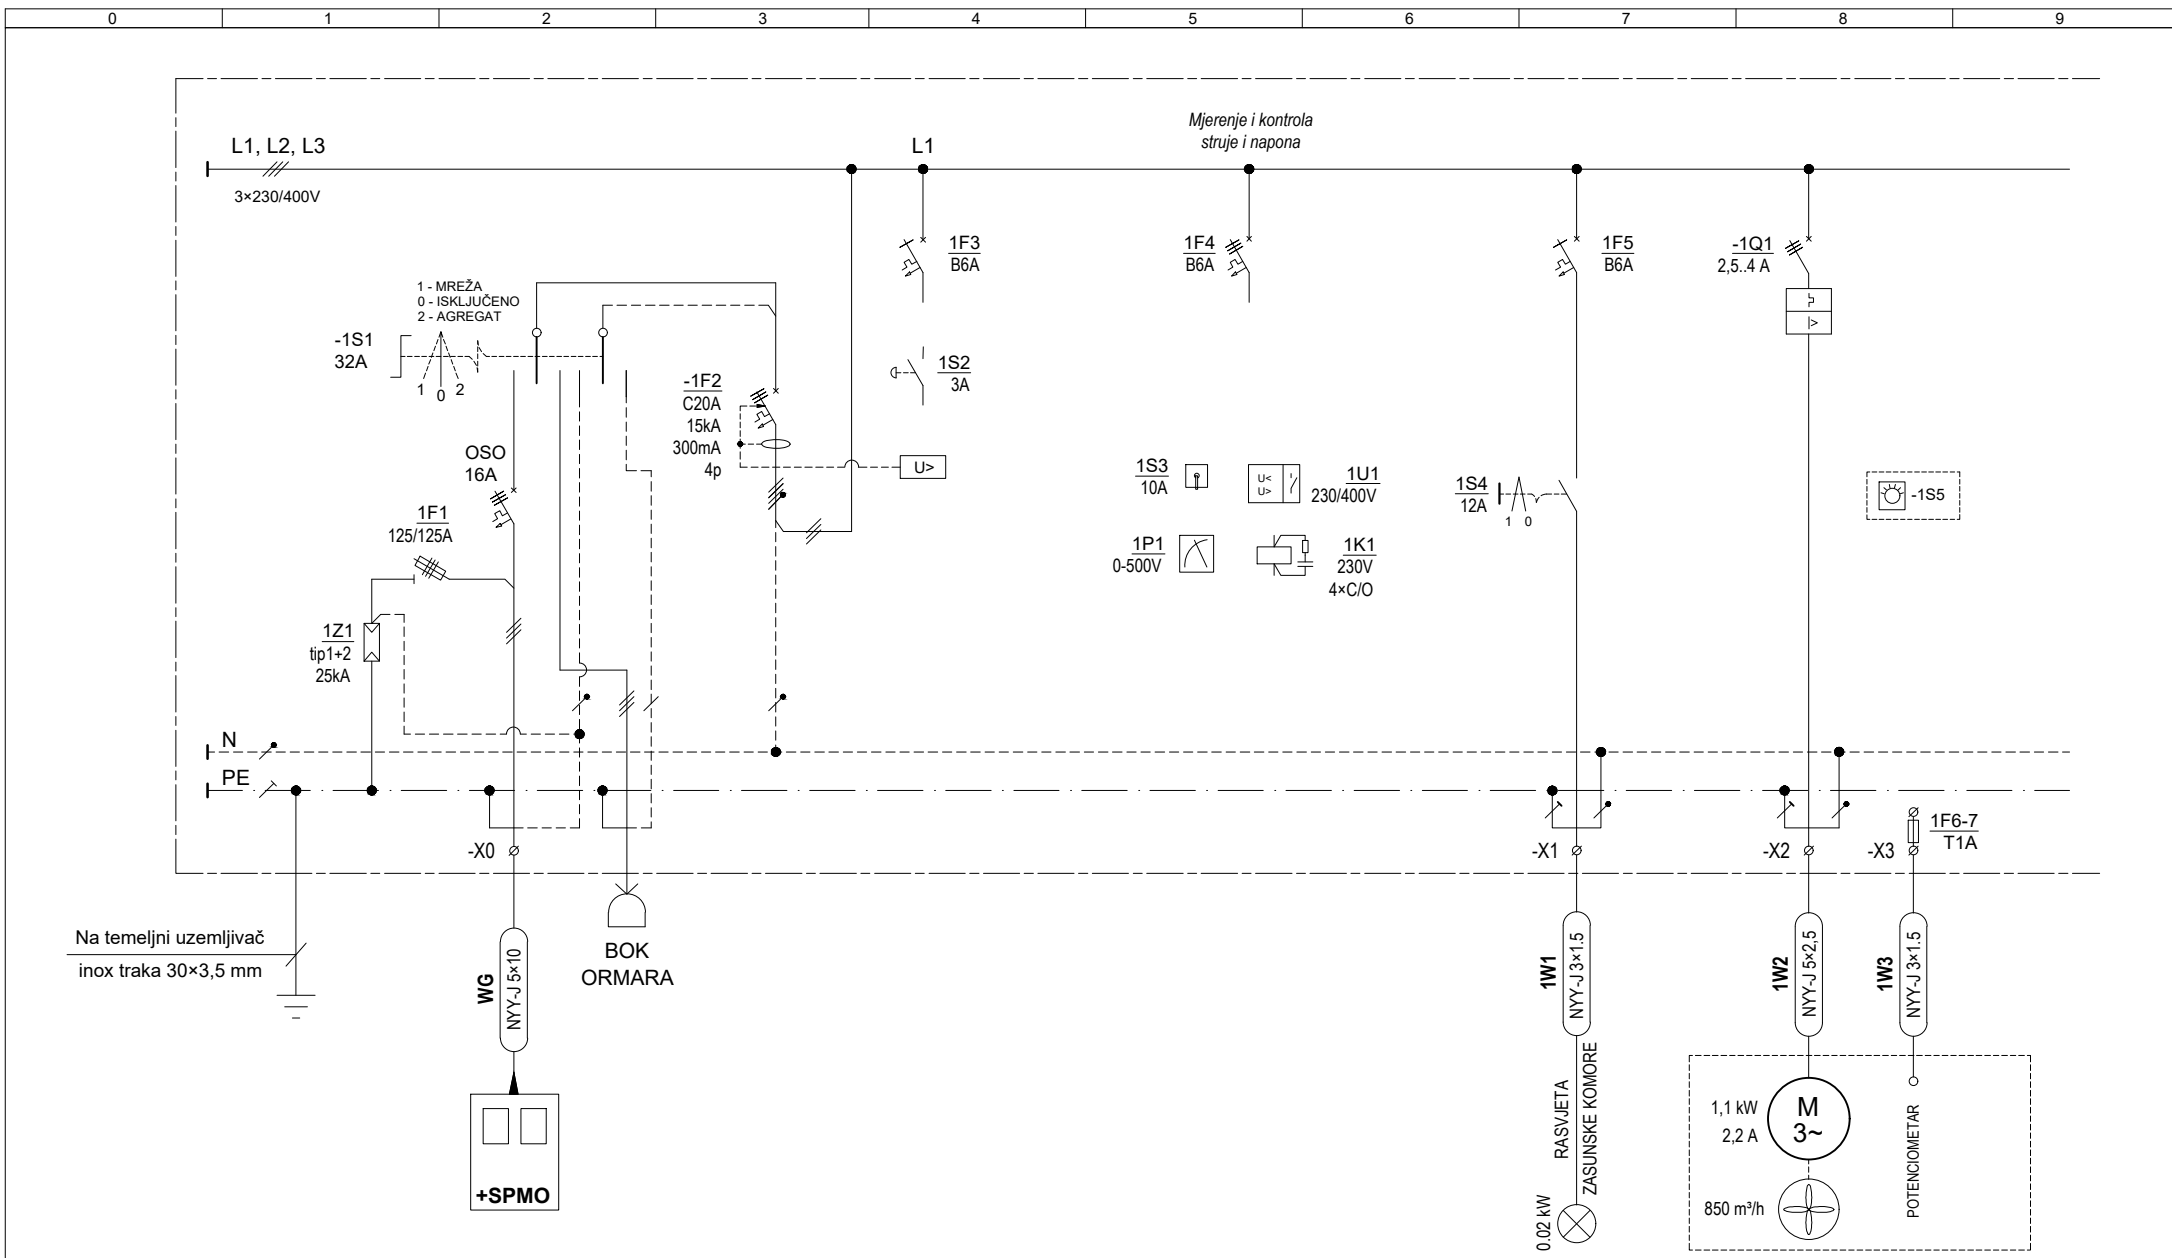 0 1 2 3 4 5 6 7 8 9
Mjerenje i kontrola
struje i napona
L1, L2, L3
3×230/400V
L1
1F3
B6A
1F4
B6A
1F5
B6A
-1Q1
2,5..4 A
|>
1 - MREŽA
0 - ISKLJUČENO
2 - AGREGAT
-1S1
32A
1 0 2
-1F2
C20A
15kA
300mA
4p
1S2
3A
U>
OSO
16A
1F1
125/125A
1Z1
tip1+2
25kA
1S3
10A
U<
U>
1U1
230/400V
1P1
0-500V
1K1
230V
4×C/O
1S4
12A
1 0
-1S5
N
PE
-X0
-X1
-X2
-X3
1F6-7
T1A
Na temeljni uzemljivač
inox traka 30×3,5 mm
WG
NYY-J 5×10
BOK
ORMARA
+SPMO
1W1
NYY-J 3×1.5
RASVJETA
ZASUNSKE KOMORE
0.02 kW
1W2
NYY-J 5×2,5
1W3
NYY-J 3×1.5
1,1 kW
2,2 A
M
3~
850 m³/h
POTENCIOMETAR